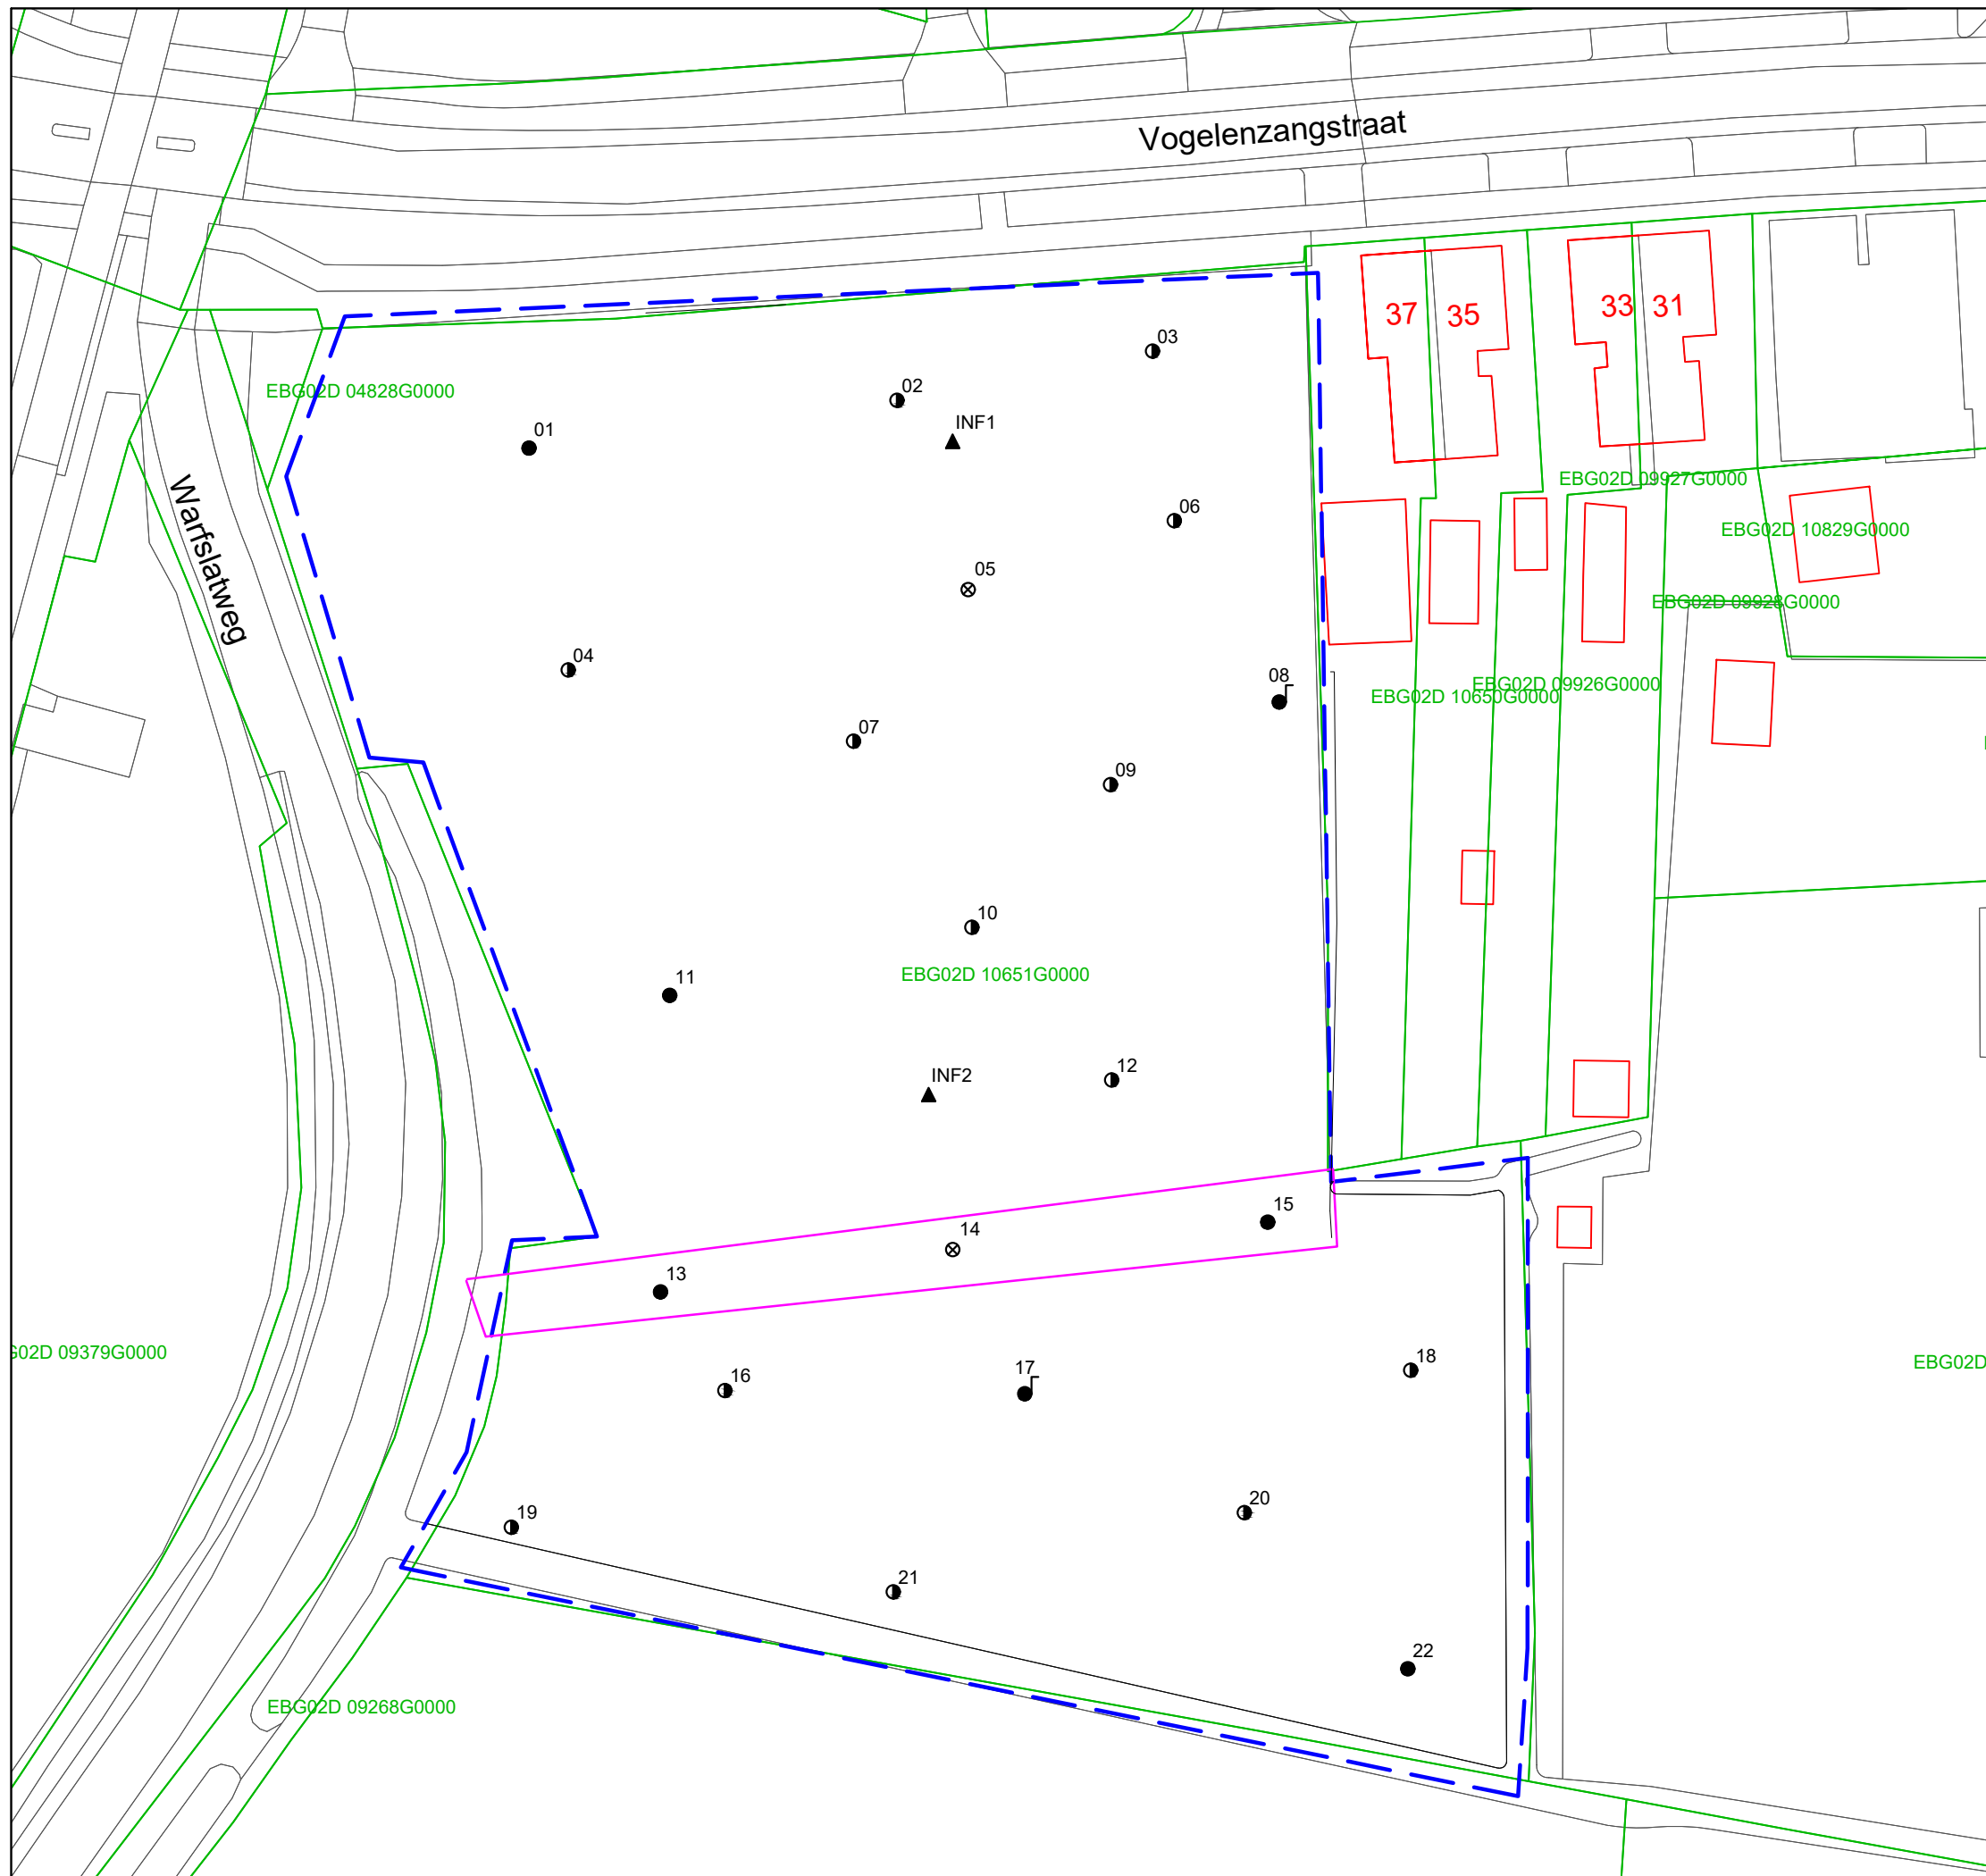 Vogelenzangstraat
37
35
33
31
03
02
EBG02D 04828G0000
INF1
01
EBG02D 09927G0000
Warfslatweg
06
EBG02D 10829G0000
05
EBG02D 09928G0000
04
08
EBG02D 09926G0000
EBG02D 10650G0000
07
09
10
EBG02D 10651G0000
11
12
INF2
15
14
13
G02D 09379G0000
18
EBG02D
17
16
20
19
21
22
EBG02D 09268G0000